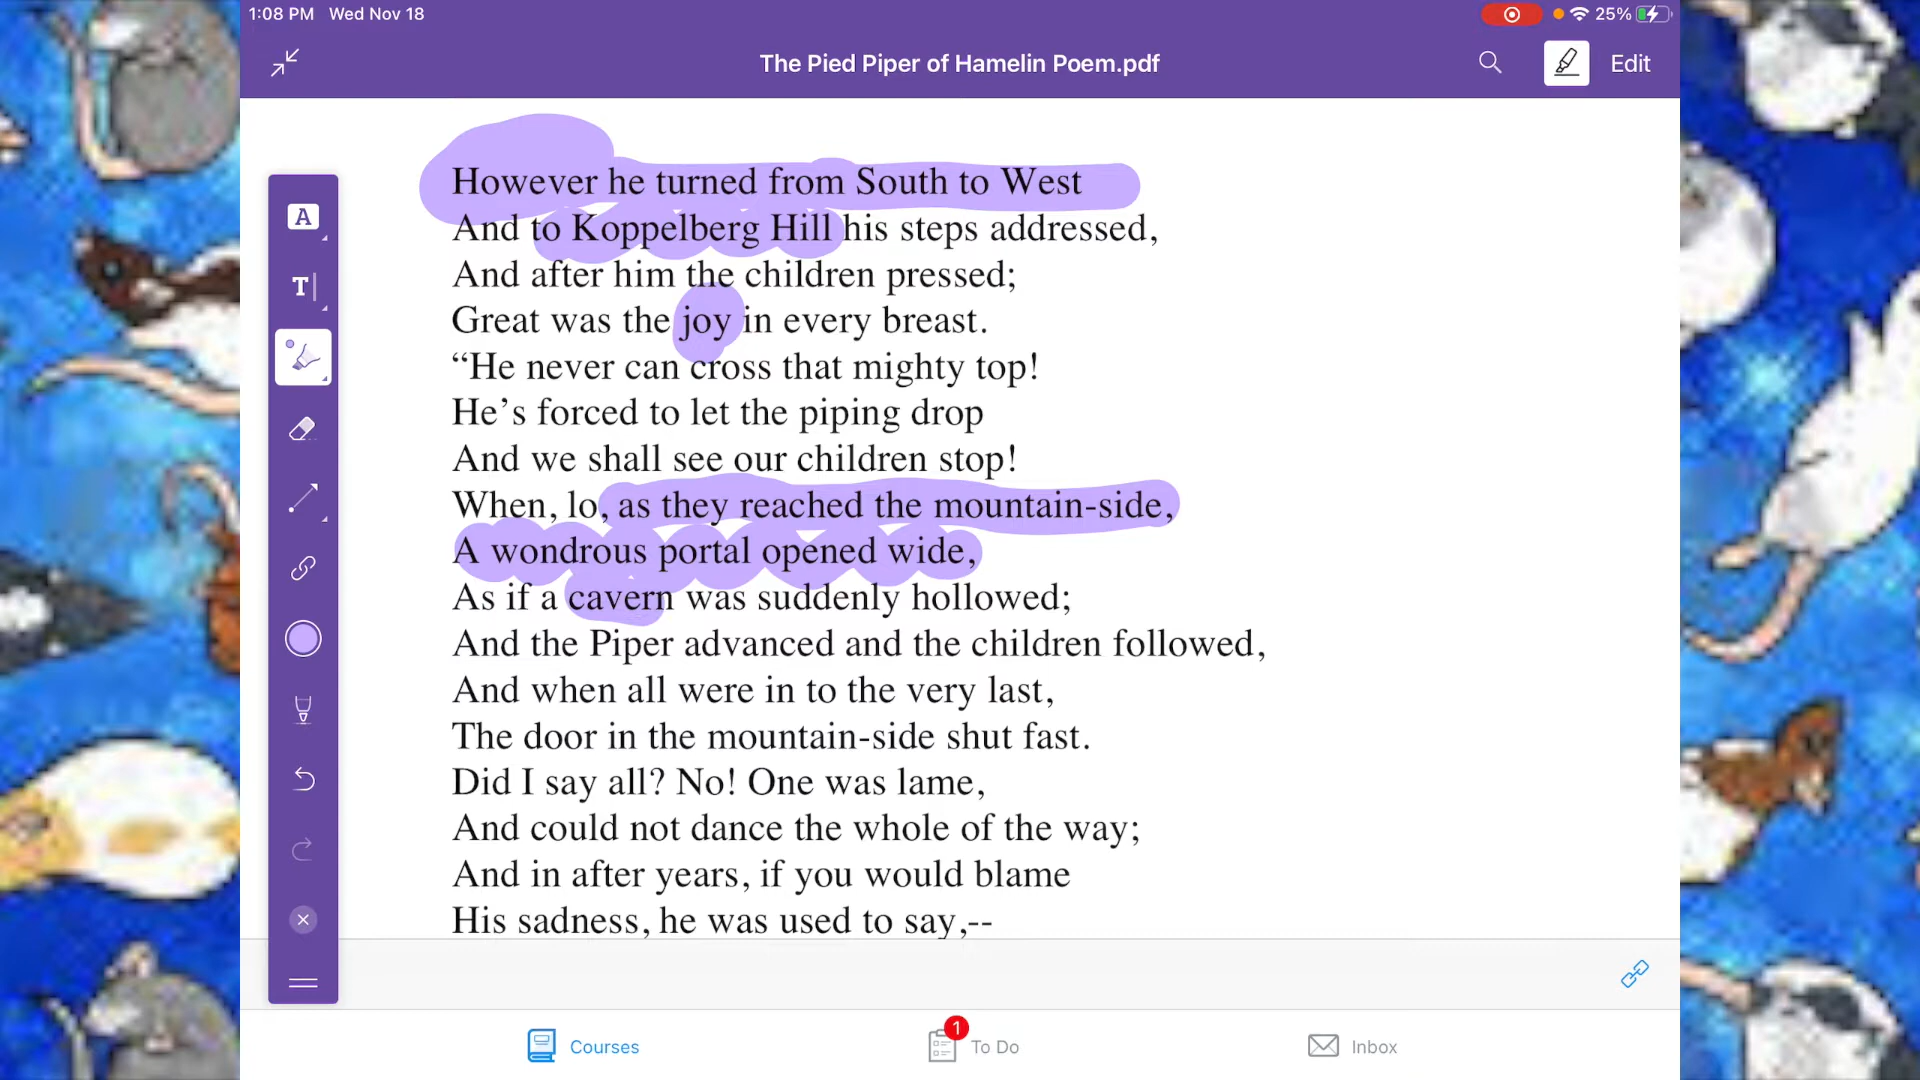 1:08 PM Wed Nov 18
25%
The Pied Piper of Hamelin Poem.pdf
Edit
A
T
However he turned from South to West
And to Koppelberg Hill his steps addressed,
And after him the children pressed;
Great was the joy in every breast.
“He never can cross that mighty top!
He’s forced to let the piping drop
And we shall see our children stop!
When, lo, as they reached the mountain-side,
A wondrous portal opened wide,
As if a cavern was suddenly hollowed;
And the Piper advanced and the children followed,
And when all were in to the very last,
The door in the mountain-side shut fast.
Did I say all? No! One was lame,
And could not dance the whole of the way;
And in after years, if you would blame
His sadness, he was used to say,--
Courses
1
To Do
Inbox